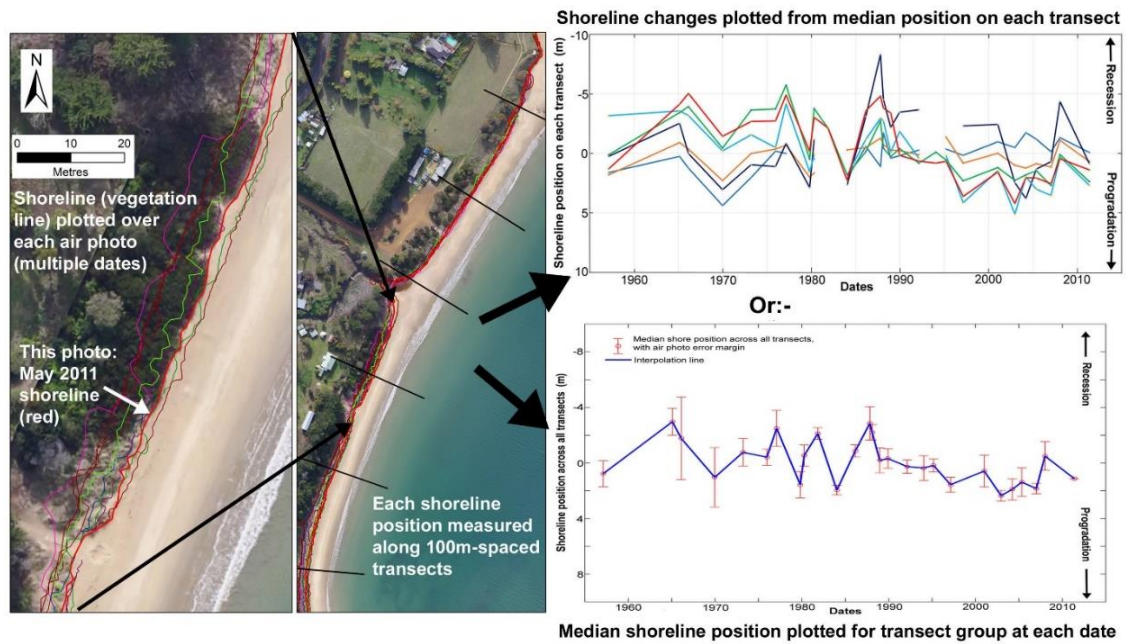 N
0 10 20
Metres
Shoreline (vegetation
line) plotted over
each air photo
(multiple dates)
This photo:
May 2011
shoreline
(red)
Each shoreline
position measured
along 100m-spaced
transects
Shoreline changes plotted from median position on each transect
Shoreline position on each transect (m)
-10
-5
0
5
10
1960 1970 1980 1990 2000 2010
Dates
Recession
Progradation
Or:-
Median shore position across all transects,
with air photo error margin
Interpolation line
Shoreline position across all transects (m)
-8
-4
0
4
8
1960 1970 1980 1990 2000 2010
Dates
Recession
Progradation
Median shoreline position plotted for transect group at each date